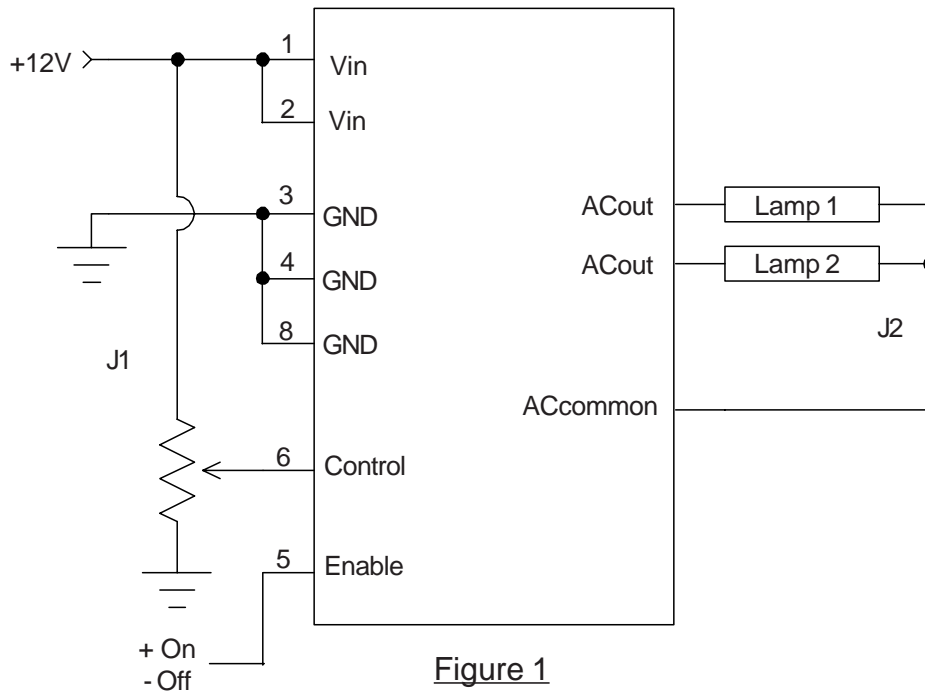 +12V
1
Vin
2
Vin
3
GND
4
GND
8
GND
J1
6
Control
5
Enable
+ On
- Off
ACout
Lamp 1
ACout
Lamp 2
J2
ACcommon
Figure 1